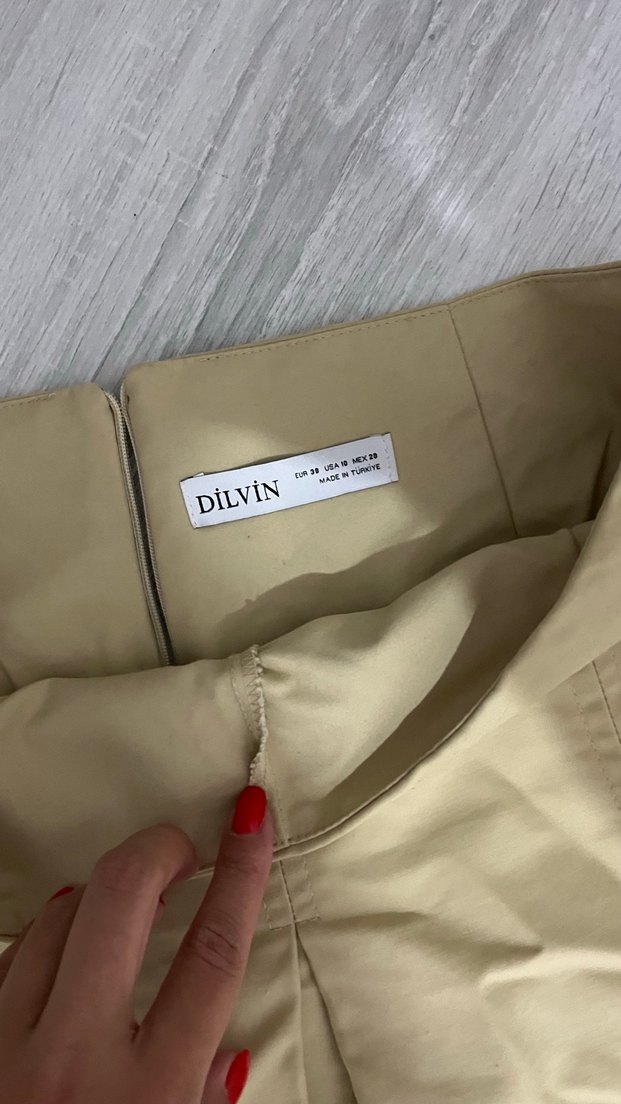 DİLVİN
EUR 38 USA 10 MEX 28
MADE IN TÜRKİYE